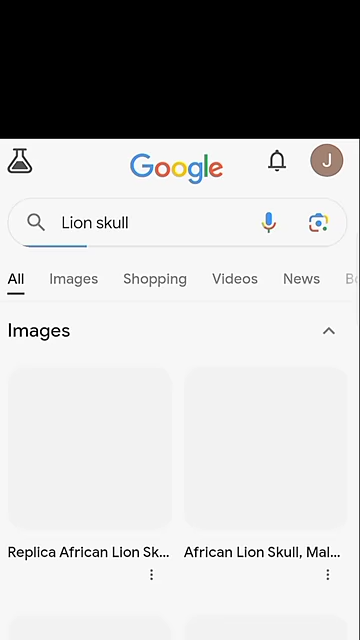 Google
J
Lion skull
All Images Shopping Videos News
Images
Replica African Lion Sk... African Lion Skull, Mal...